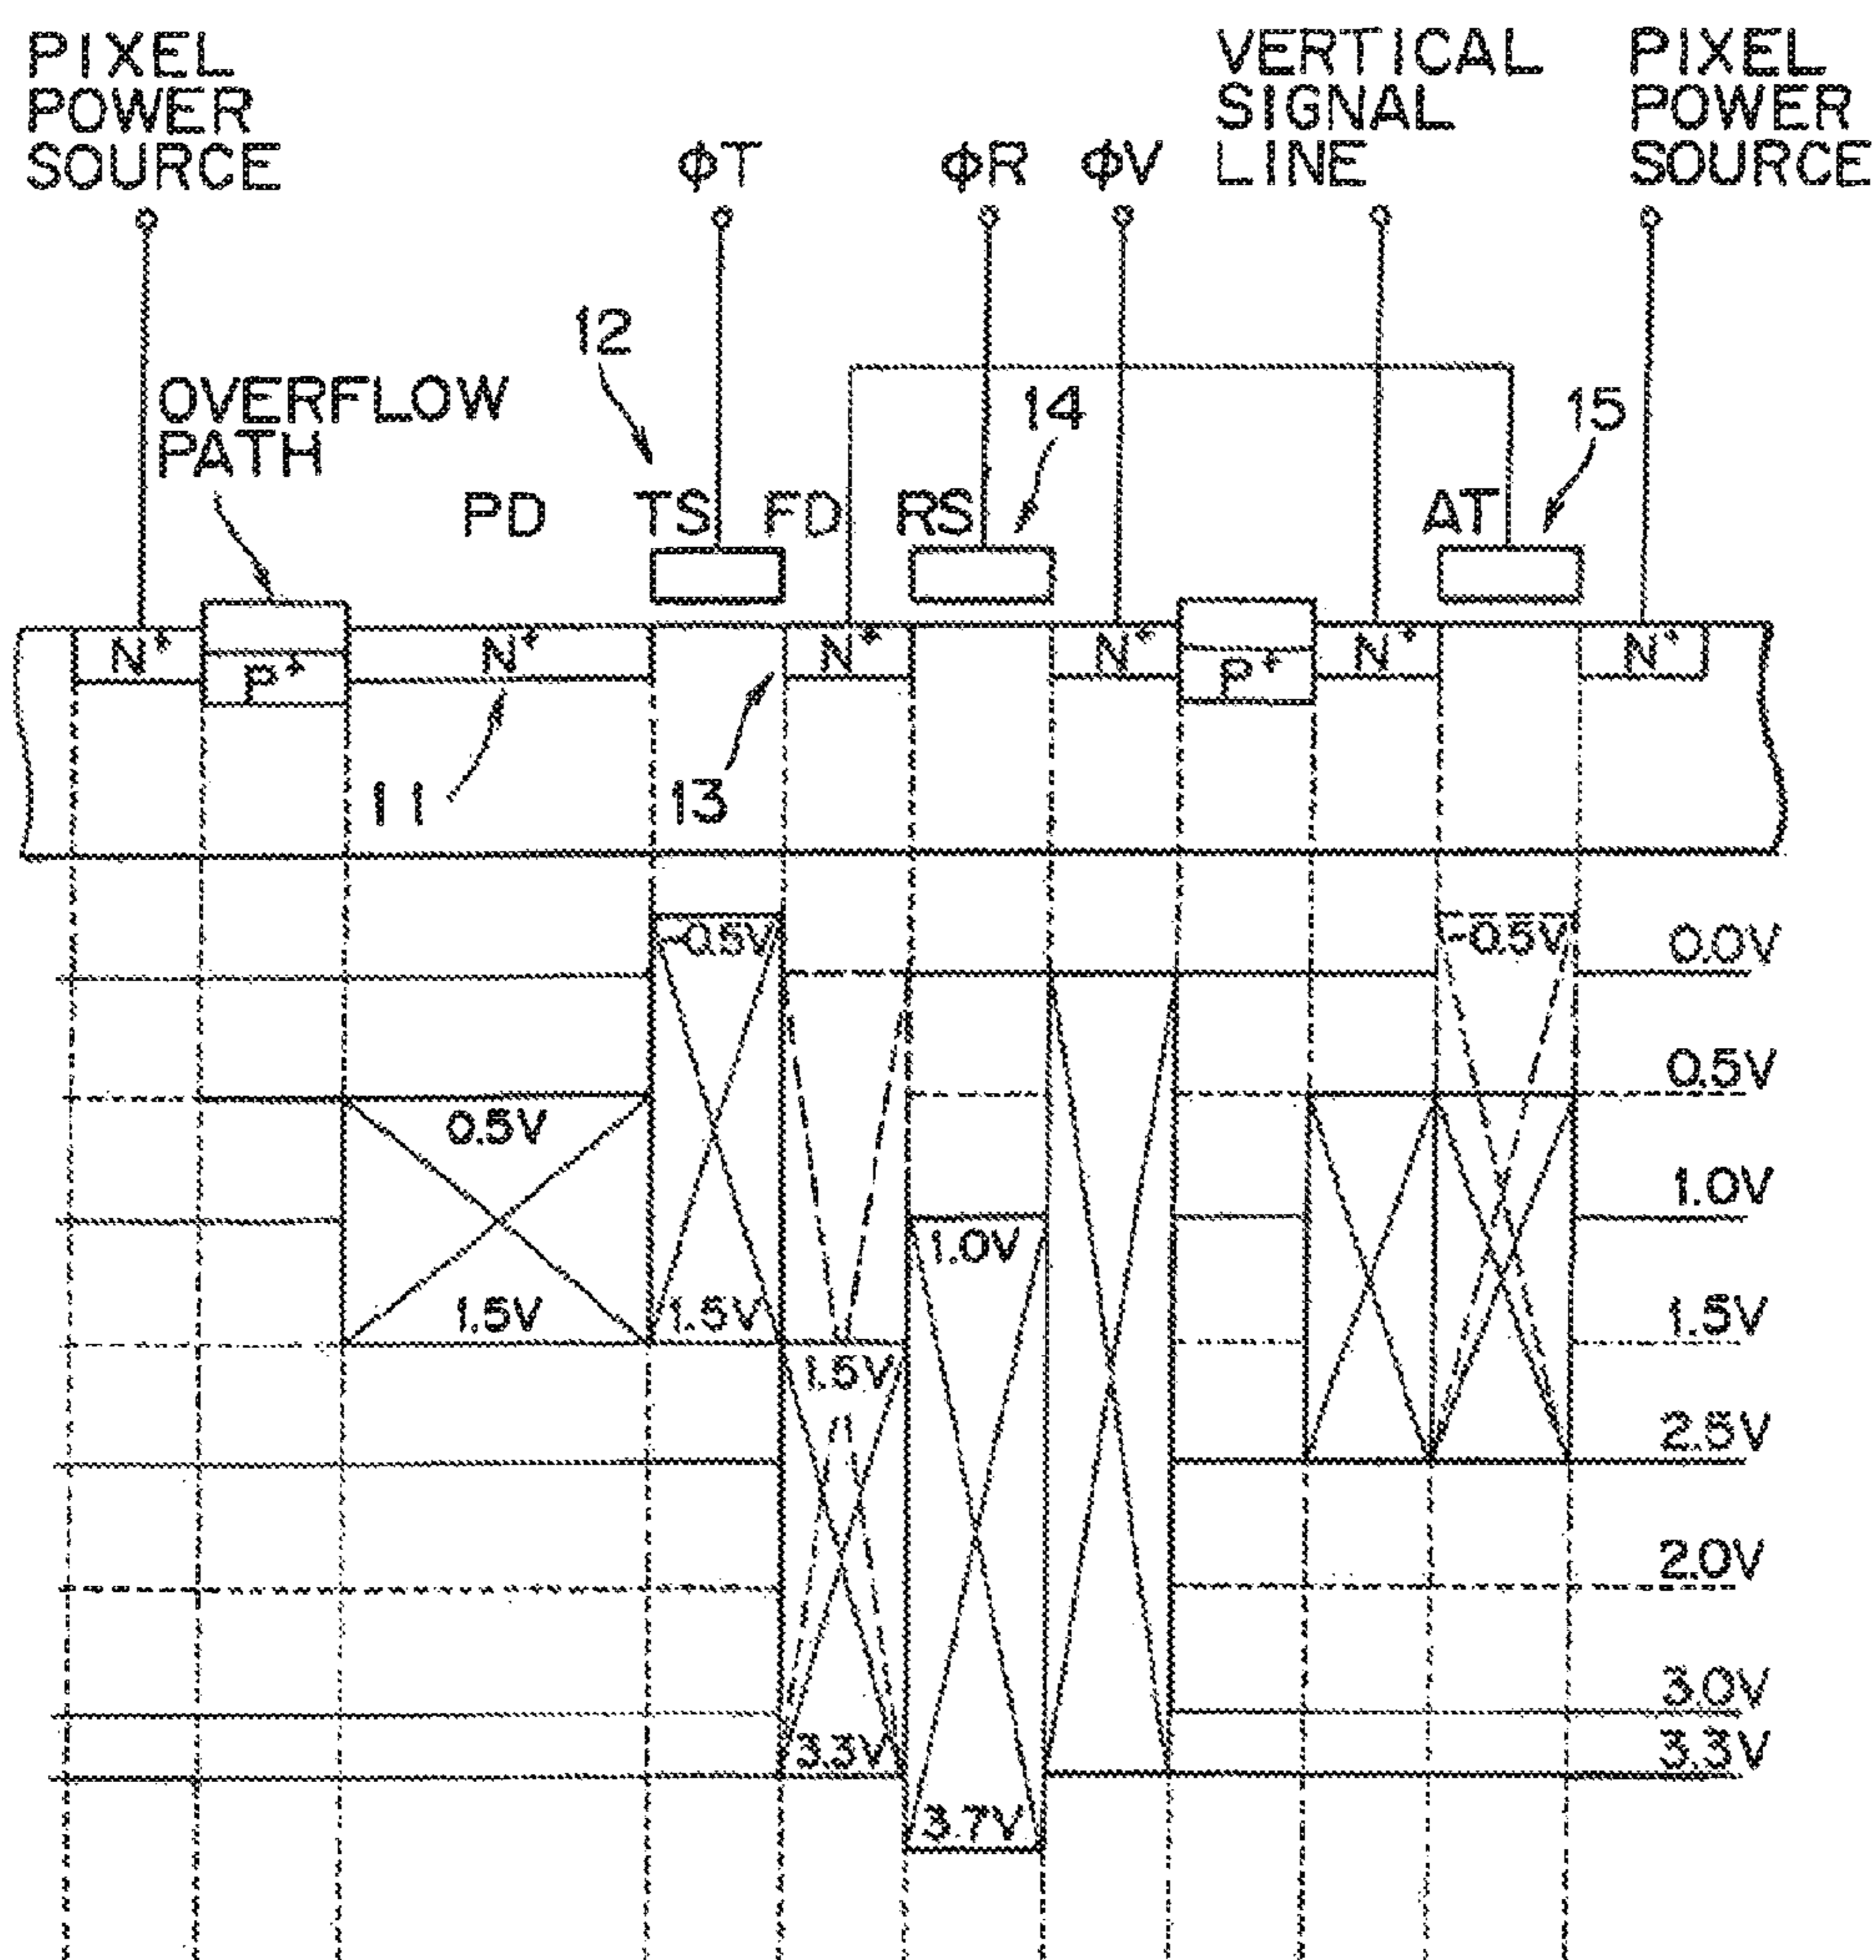 PIXEL
POWER
SOURCE
ϕT
ϕR
ϕV
VERTICAL
SIGNAL
LINE
PIXEL
POWER
SOURCE
12
OVERFLOW
PATH
14
15
PD
TS
FD
RS
AT
N+
P+
N+
N+
N+
P+
N+
N+
11
13
-0.5V
-0.5V
0.0V
0.5V
0.5V
1.0V
1.0V
1.5V
1.5V
1.5V
1.5V
2.5V
2.0V
3.0V
3.3V
3.3V
3.7V